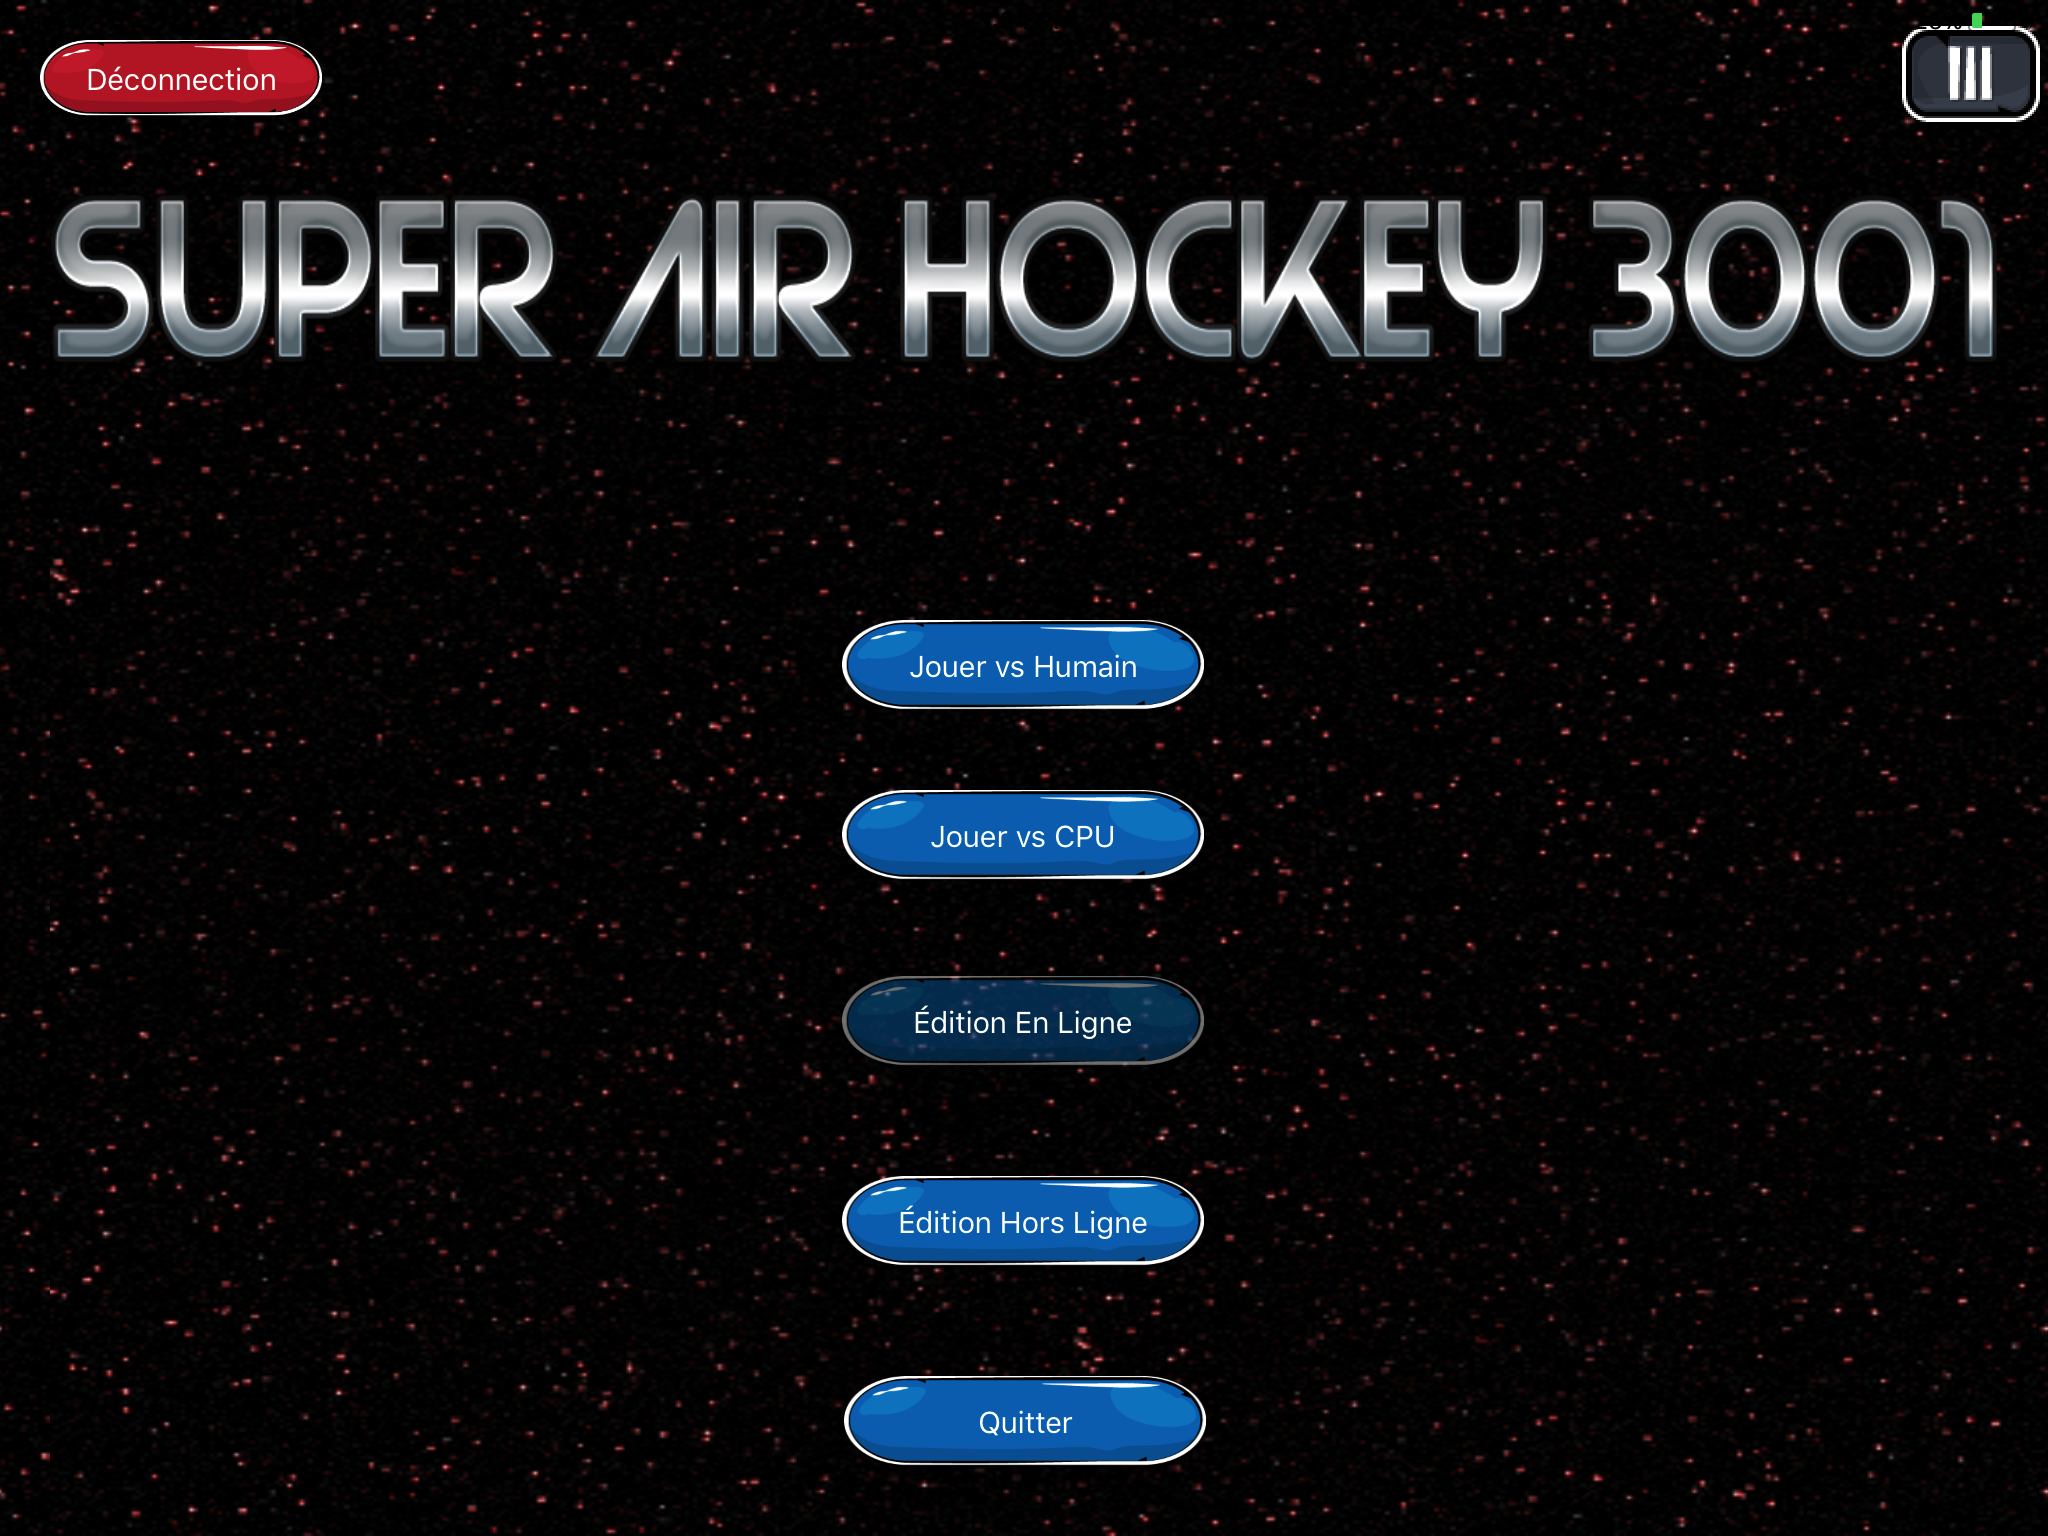 Déconnection
SUPER AIR HOCKEY 3001
Jouer vs Humain
Jouer vs CPU
Édition En Ligne
Édition Hors Ligne
Quitter